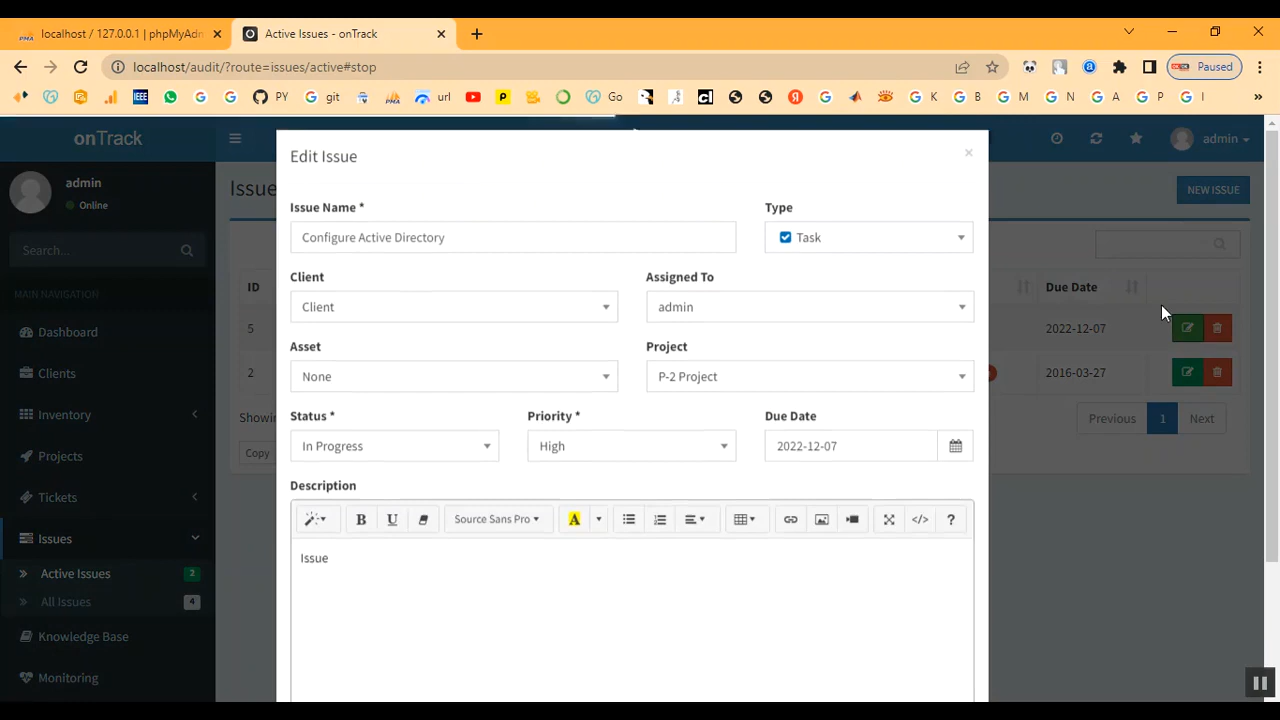 localhost / 127.0.0.1 | phpMyAdn
Active Issues - onTrack
localhost/audit/?route=issues/active#stop
Paused
IEEE
PY
git
url
Go
K
B
M
N
A
P
I
onTrack
admin
admin
Online
Issue
NEW ISSUE
Search...
MAIN NAVIGATION
Dashboard
Clients
Inventory
Projects
Tickets
Issues
Active Issues 2
All Issues 4
Knowledge Base
Monitoring
ID
Due Date
5
2022-12-07
2
2016-03-27
Showin
Previous 1 Next
Copy
Edit Issue ×
Issue Name *
Type
Configure Active Directory
Task
Client
Assigned To
Client
admin
Asset
Project
None
P-2 Project
Status *
Priority *
Due Date
In Progress
High
2022-12-07
Description
B U Source Sans Pro A </> ?
Issue